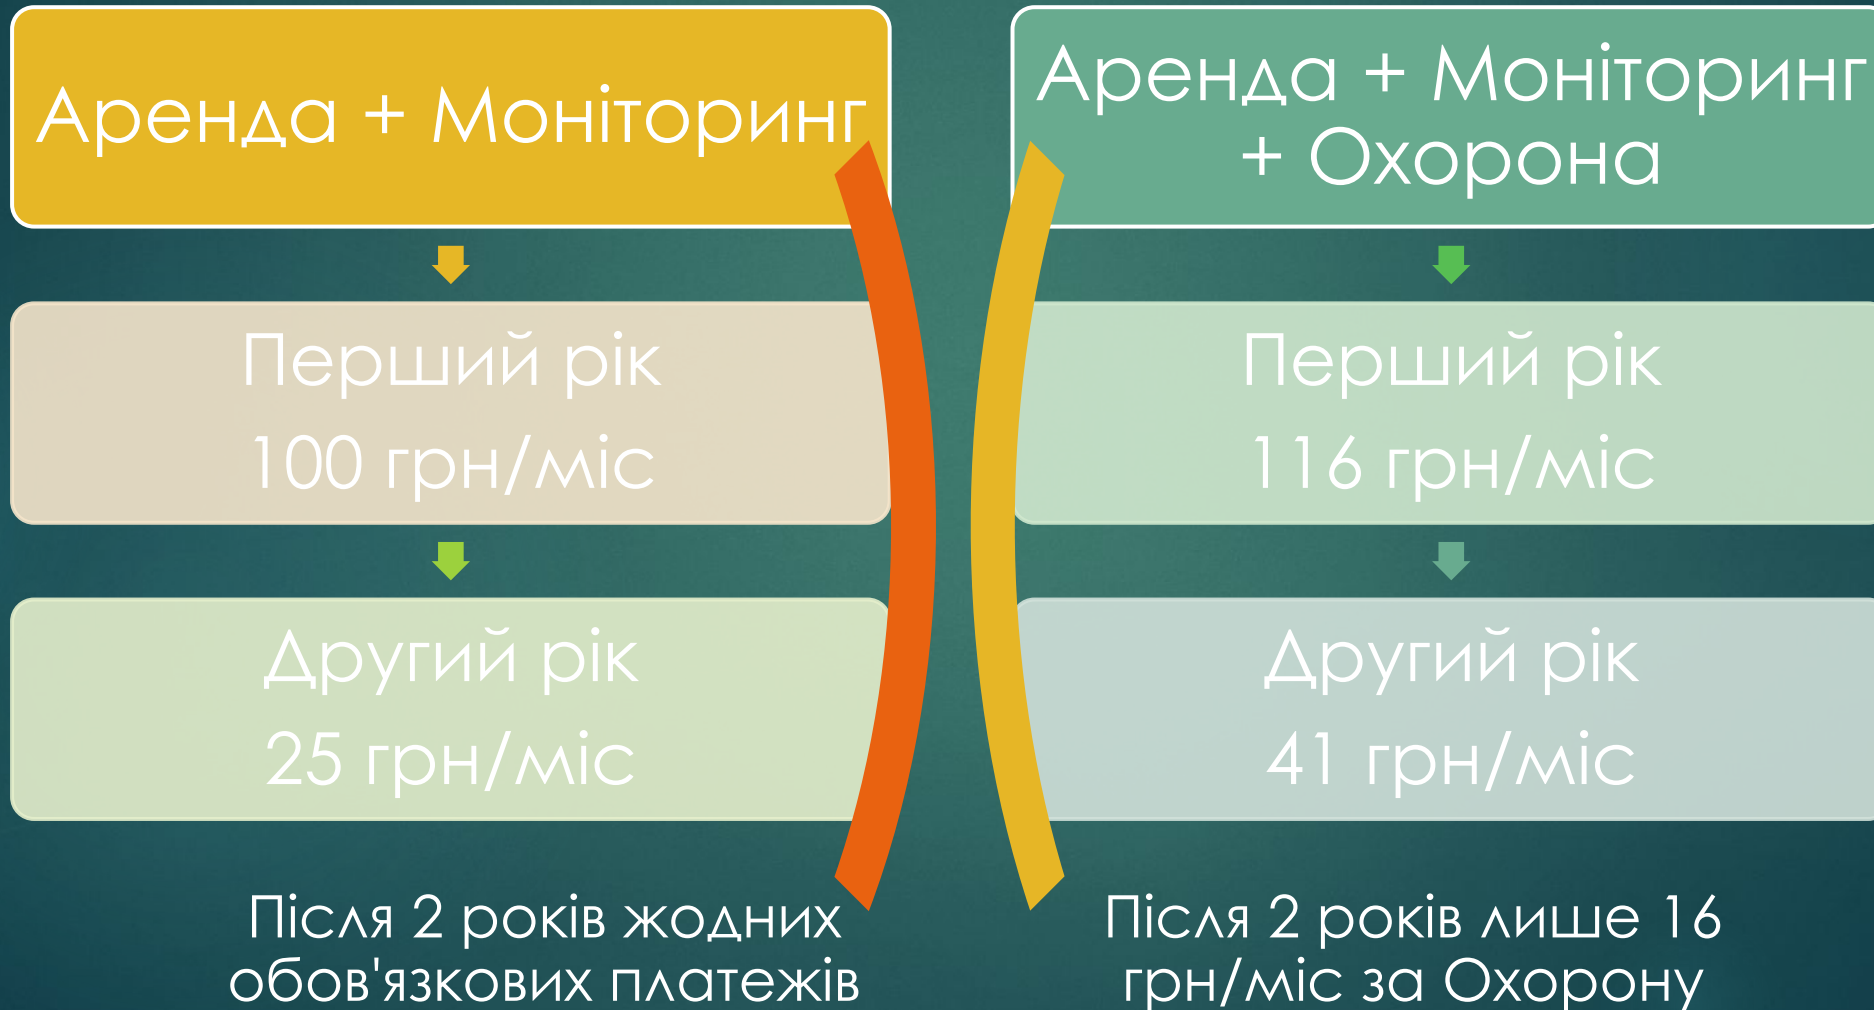 Аренда + Моніторинг
Перший рік
100 грн/міс
Другий рік
25 грн/міс
Після 2 років жодних
обов'язкових платежів
Аренда + Моніторинг
+ Охорона
Перший рік
116 грн/міс
Другий рік
41 грн/міс
Після 2 років лише 16
грн/міс за Охорону